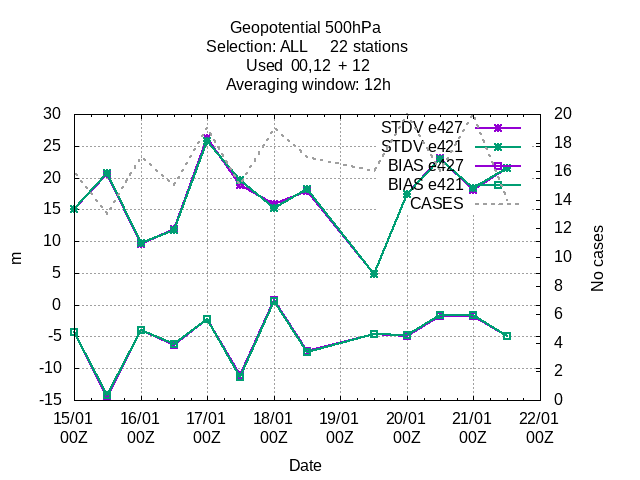 Geopotential 500hPa
Selection: ALL     22 stations
Used  00,12  + 12
Averaging window: 12h
30
25
20
15
10
5
0
-5
-10
-15
m
20
18
16
14
12
10
8
6
4
2
0
No cases
STDV e427
STDV e421
BIAS e427
BIAS e421
CASES
15/01 16/01 17/01 18/01 19/01 20/01 21/01 22/01
00Z 00Z 00Z 00Z 00Z 00Z 00Z 00Z
Date